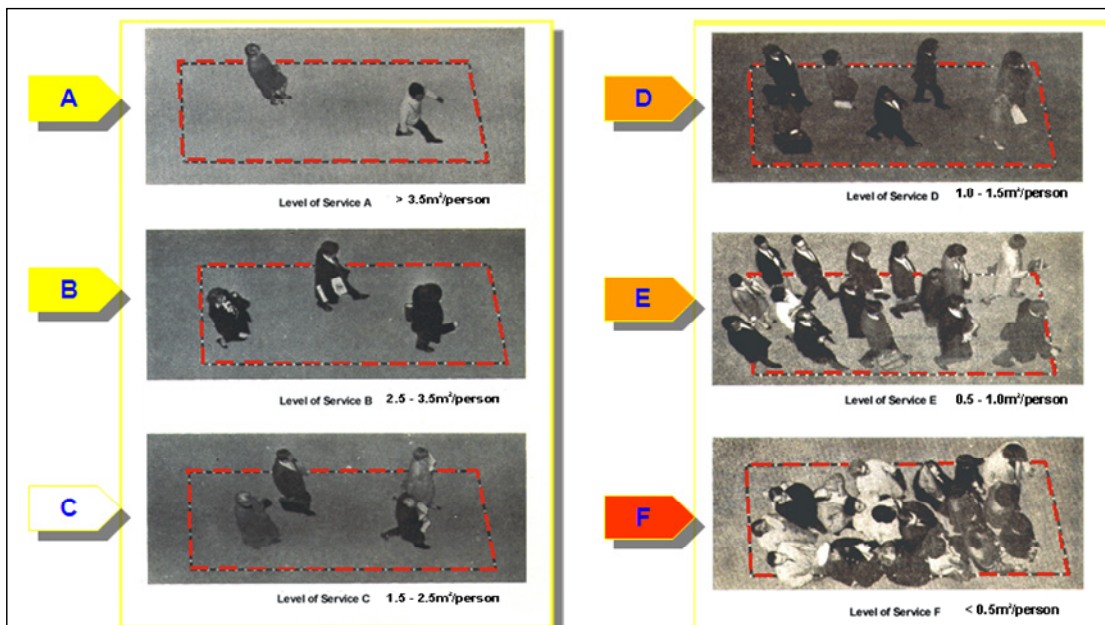 A
Level of Service A > 3.5m²/person
B
Level of Service B 2.5 - 3.5m²/person
C
Level of Service C 1.5 - 2.5m²/person
D
Level of Service D 1.0 - 1.5m²/person
E
Level of Service E 0.5 - 1.0m²/person
F
Level of Service F < 0.5m²/person